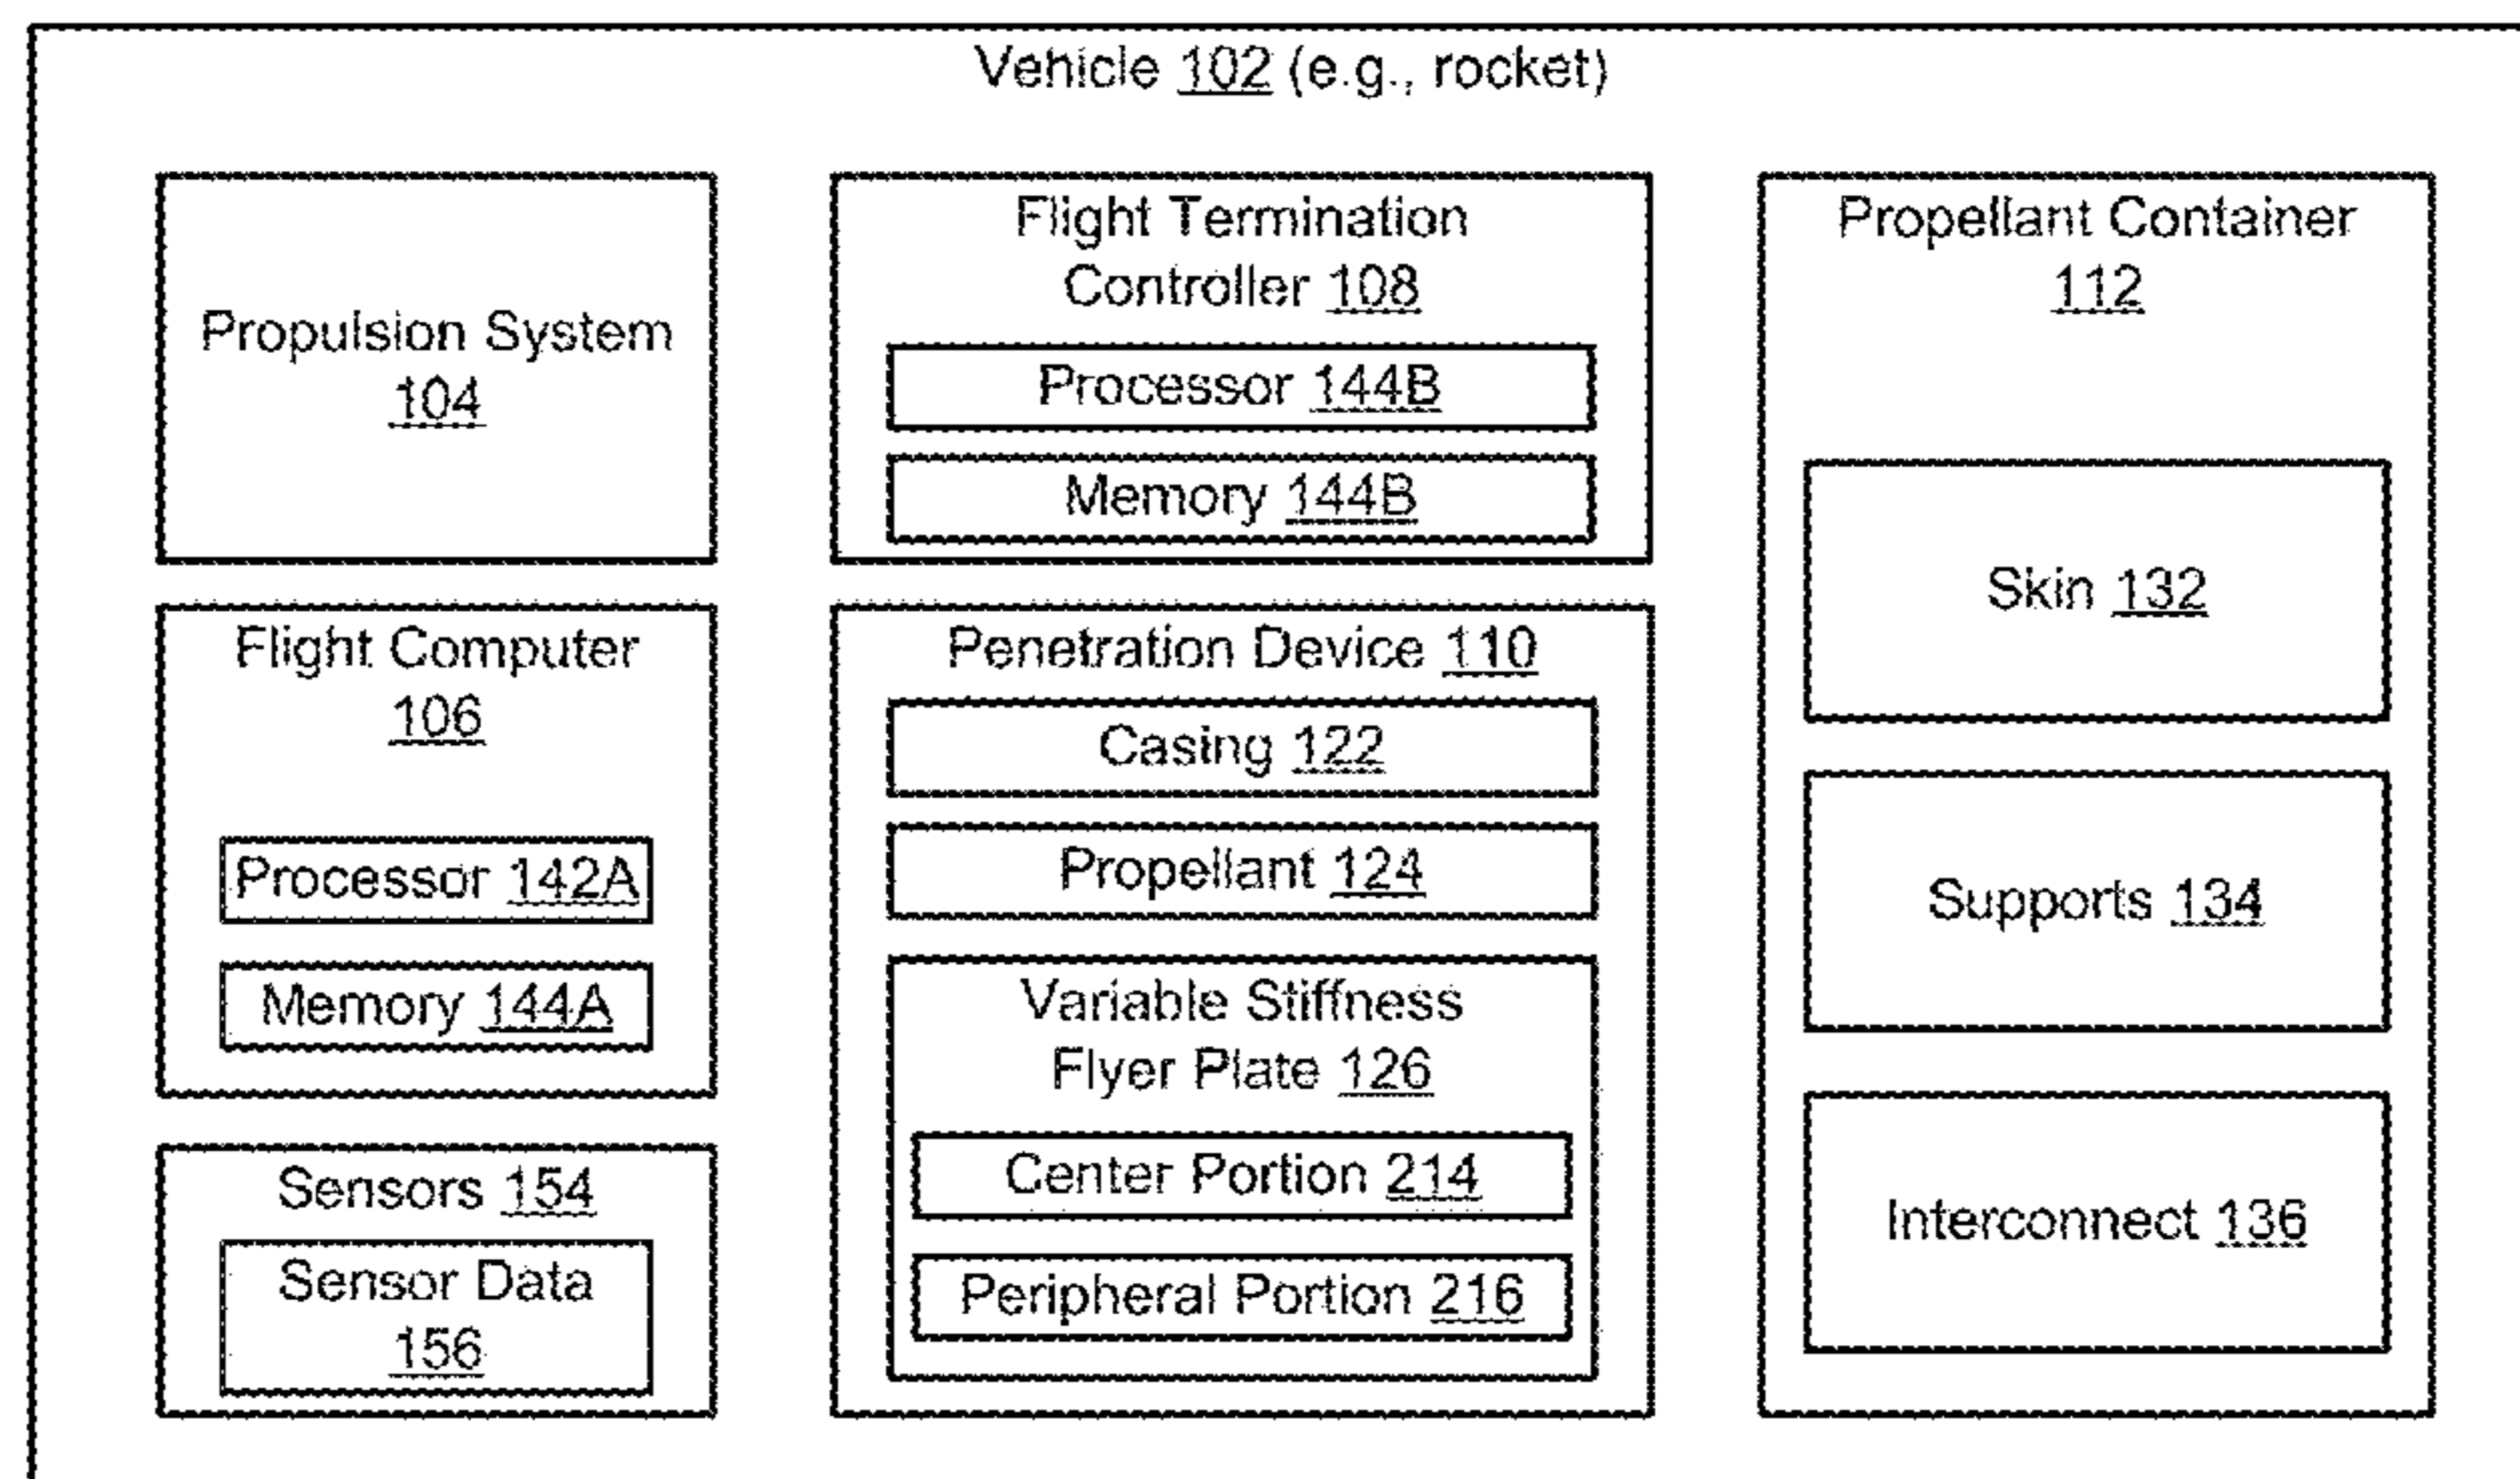 Vehicle 102 (e.g., rocket)
Propulsion System
104
Flight Computer
106
Processor 142A
Memory 144A
Sensors 154
Sensor Data
156
Flight Termination
Controller 108
Processor 144B
Memory 144B
Penetration Device 110
Casing 122
Propellant 124
Variable Stiffness
Flyer Plate 126
Center Portion 214
Peripheral Portion 216
Propellant Container
112
Skin 132
Supports 134
Interconnect 136